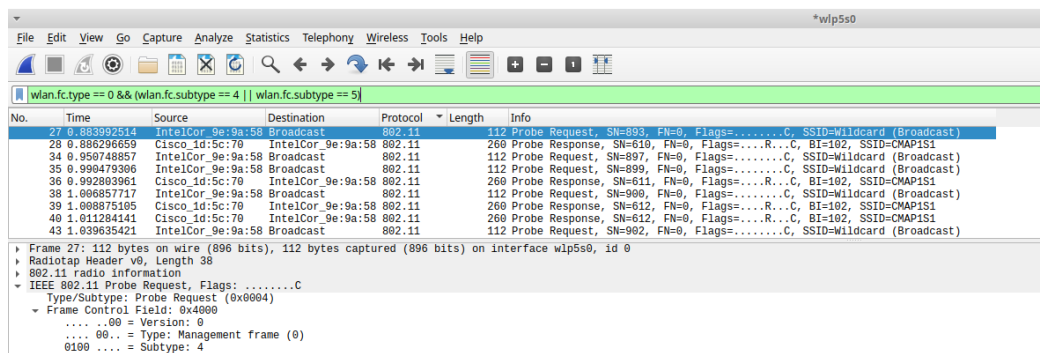 *wlp5s0
File Edit View Go Capture Analyze Statistics Telephony Wireless Tools Help
wlan.fc.type == 0 && (wlan.fc.subtype == 4 || wlan.fc.subtype == 5)
No. Time Source Destination Protocol Length Info
27 0.883992514 IntelCor_9e:9a:58 Broadcast 802.11 112 Probe Request, SN=893, FN=0, Flags=........C, SSID=Wildcard (Broadcast)
28 0.886296659 Cisco_1d:5c:70 IntelCor_9e:9a:58 802.11 260 Probe Response, SN=610, FN=0, Flags=....R...C, BI=102, SSID=CMAP1S1
34 0.950748857 IntelCor_9e:9a:58 Broadcast 802.11 112 Probe Request, SN=897, FN=0, Flags=........C, SSID=Wildcard (Broadcast)
35 0.990479306 IntelCor_9e:9a:58 Broadcast 802.11 112 Probe Request, SN=899, FN=0, Flags=........C, SSID=Wildcard (Broadcast)
36 0.992803961 Cisco_1d:5c:70 IntelCor_9e:9a:58 802.11 260 Probe Response, SN=611, FN=0, Flags=....R...C, BI=102, SSID=CMAP1S1
38 1.006857717 IntelCor_9e:9a:58 Broadcast 802.11 112 Probe Request, SN=900, FN=0, Flags=........C, SSID=Wildcard (Broadcast)
39 1.008875105 Cisco_1d:5c:70 IntelCor_9e:9a:58 802.11 260 Probe Response, SN=612, FN=0, Flags=....R...C, BI=102, SSID=CMAP1S1
40 1.011284141 Cisco_1d:5c:70 IntelCor_9e:9a:58 802.11 260 Probe Response, SN=612, FN=0, Flags=....R...C, BI=102, SSID=CMAP1S1
43 1.039635421 IntelCor_9e:9a:58 Broadcast 802.11 112 Probe Request, SN=902, FN=0, Flags=........C, SSID=Wildcard (Broadcast)
Frame 27: 112 bytes on wire (896 bits), 112 bytes captured (896 bits) on interface wlp5s0, id 0
Radiotap Header v0, Length 38
802.11 radio information
IEEE 802.11 Probe Request, Flags: ........C
Type/Subtype: Probe Request (0x0004)
Frame Control Field: 0x4000
.... ..00 = Version: 0
.... 00.. = Type: Management frame (0)
0100 .... = Subtype: 4